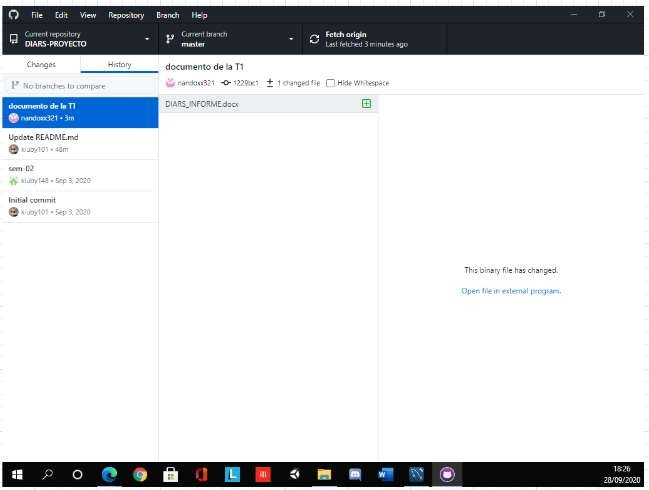 File Edit View Repository Branch Help
Current repository
DIARS-PROYECTO
Current branch
master
Fetch origin
Last fetched 3 minutes ago
Changes History
No branches to compare
documento de la T1
nandoxx321 • 3m
Update README.md
kiuby101 • 48m
sem-02
kiuby148 • Sep 3, 2020
Initial commit
kiuby101 • Sep 3, 2020
documento de la T1
nandoxx321 1229bc1 1 changed file Hide Whitespace
DIARS_INFORME.docx
This binary file has changed.
Open file in external program.
18:26
28/09/2020